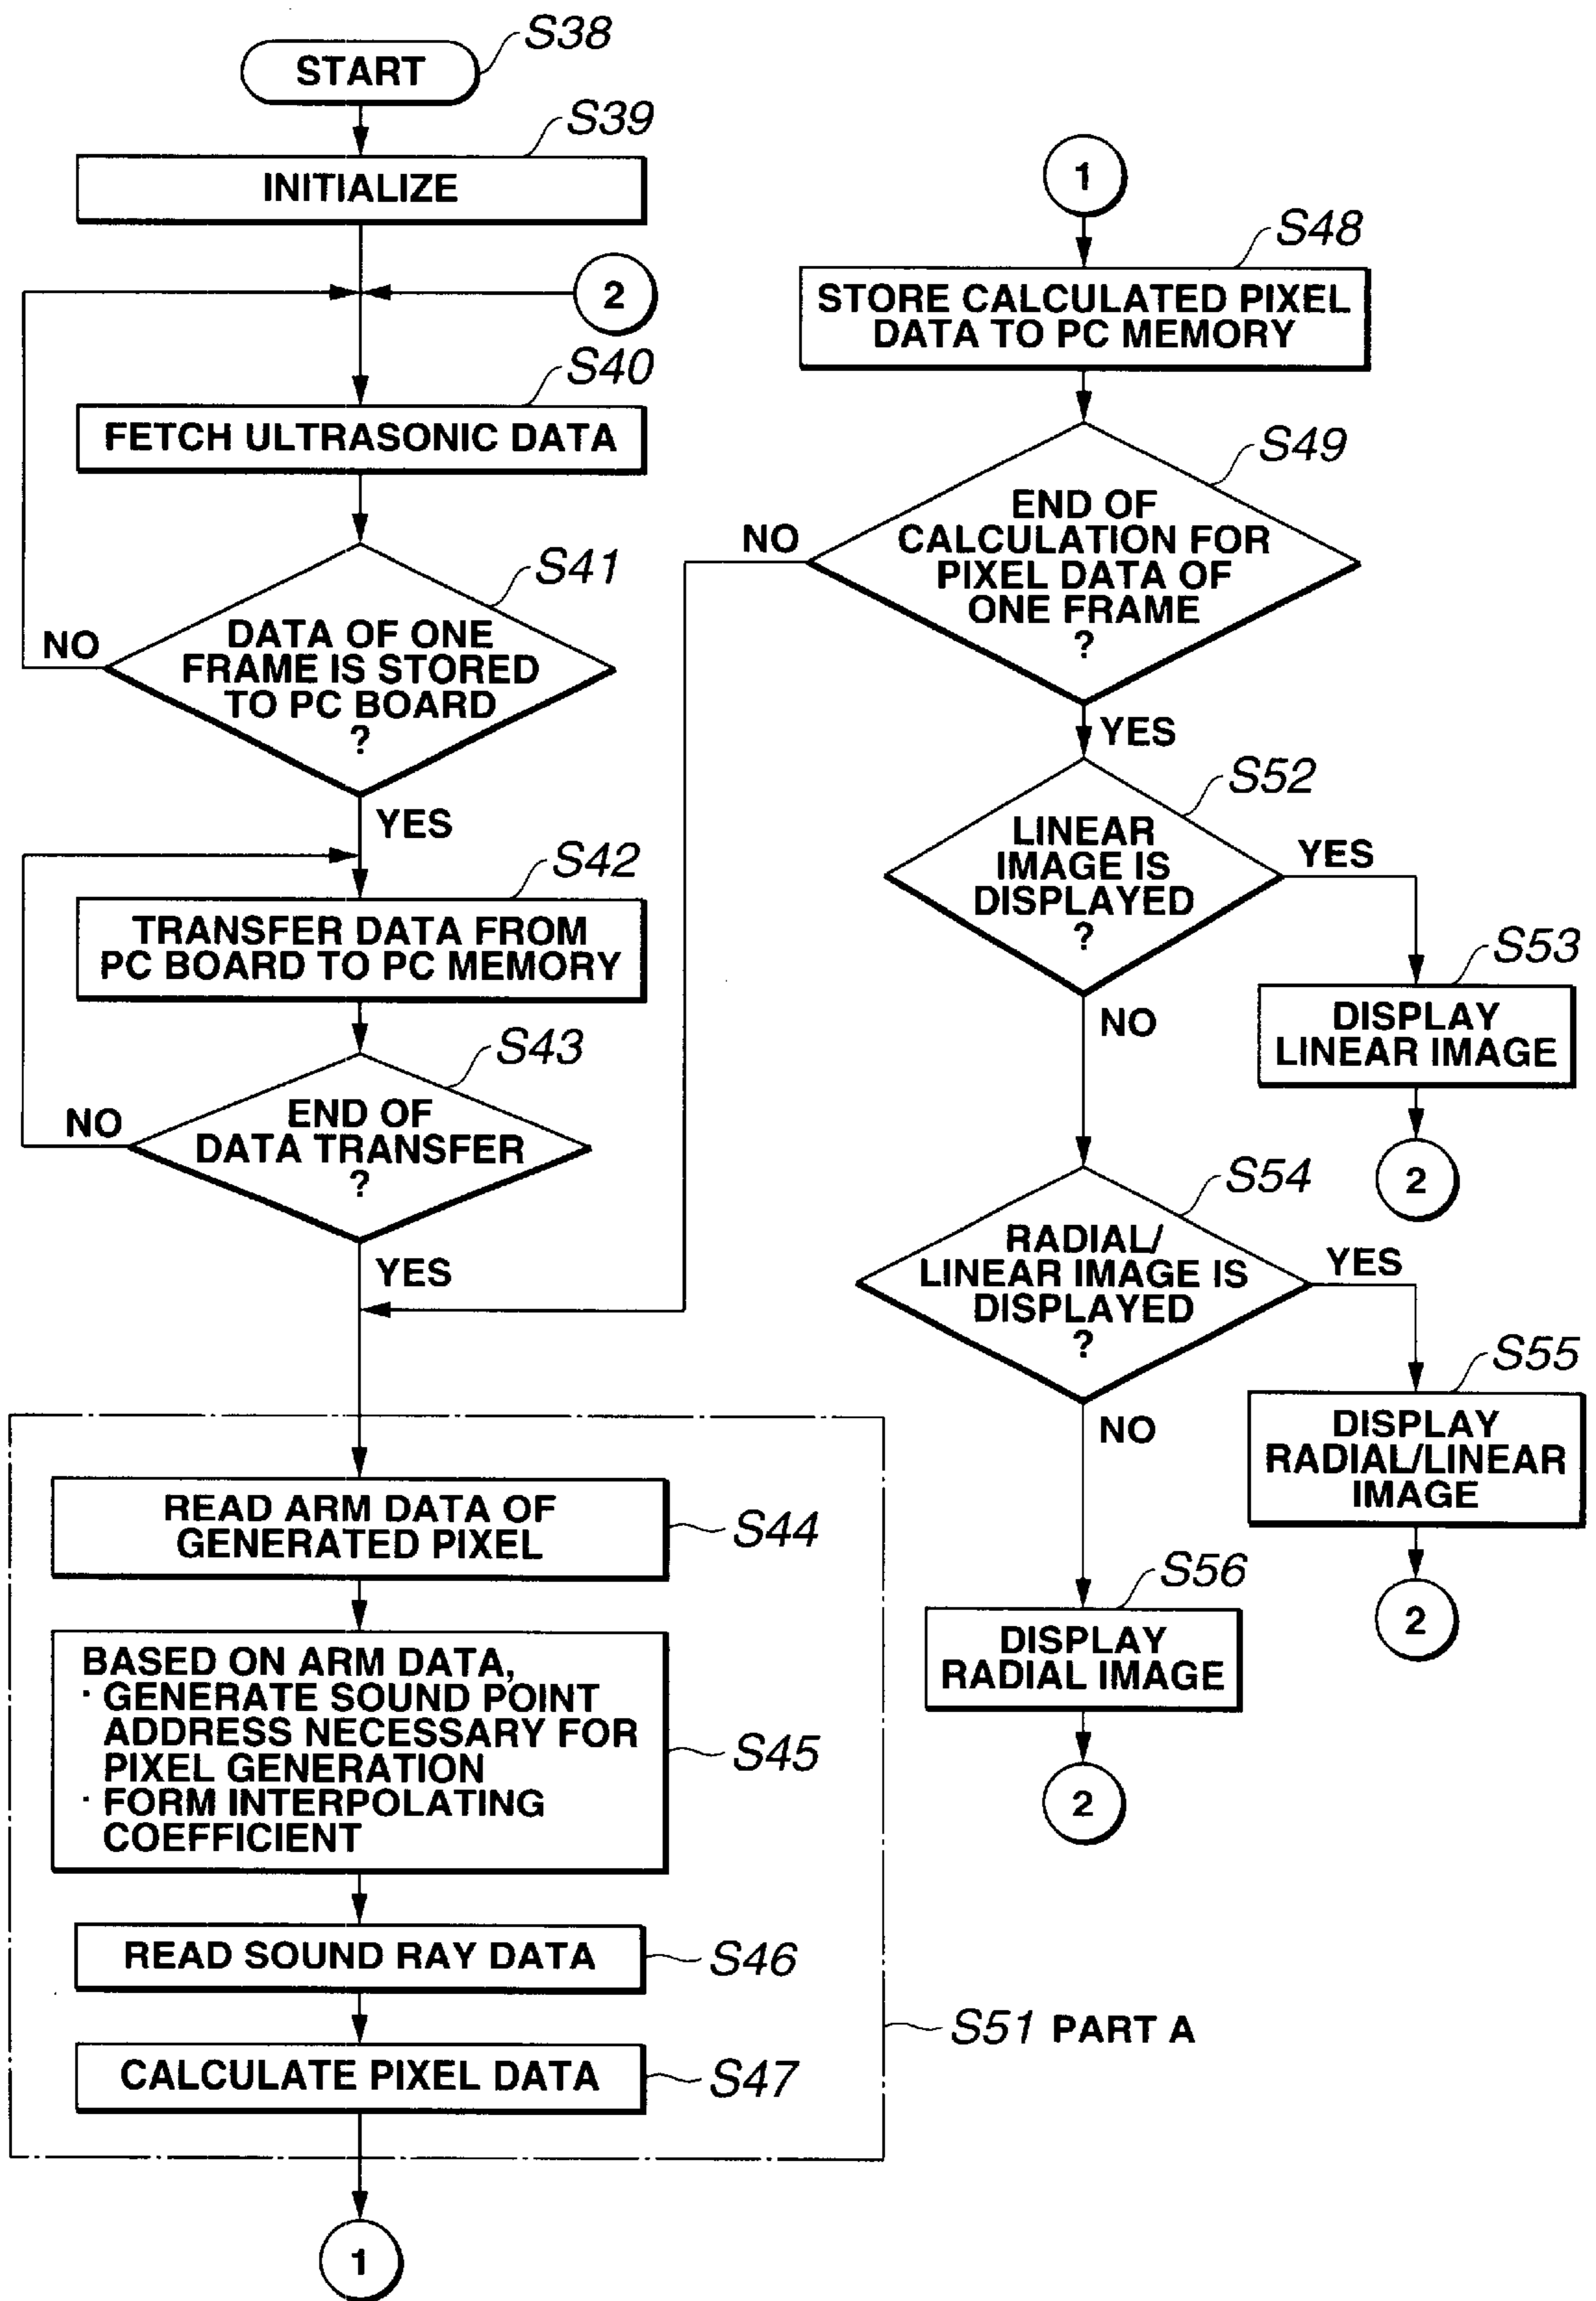 S38
START
S39
INITIALIZE
2
S40
FETCH ULTRASONIC DATA
S41
DATA OF ONE
FRAME IS STORED
TO PC BOARD
?
NO
YES
S42
TRANSFER DATA FROM
PC BOARD TO PC MEMORY
S43
END OF
DATA TRANSFER
?
NO
YES
READ ARM DATA OF
GENERATED PIXEL
S44
BASED ON ARM DATA,
· GENERATE SOUND POINT
ADDRESS NECESSARY FOR
PIXEL GENERATION
· FORM INTERPOLATING
COEFFICIENT
S45
READ SOUND RAY DATA
S46
CALCULATE PIXEL DATA
S47
S51 PART A
1
1
S48
STORE CALCULATED PIXEL
DATA TO PC MEMORY
S49
END OF
CALCULATION FOR
PIXEL DATA OF
ONE FRAME
?
NO
YES
S52
LINEAR
IMAGE IS
DISPLAYED
?
YES
NO
S53
DISPLAY
LINEAR IMAGE
2
S54
RADIAL/
LINEAR IMAGE IS
DISPLAYED
?
YES
NO
S55
DISPLAY
RADIAL/LINEAR
IMAGE
2
S56
DISPLAY
RADIAL IMAGE
2